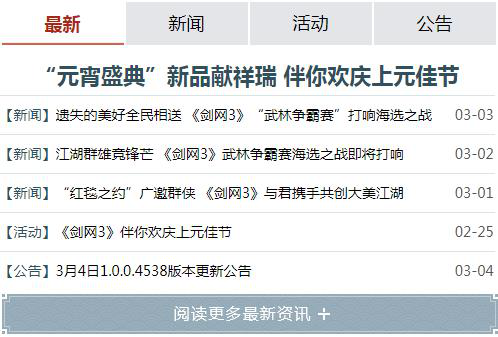 最新 新闻 活动 公告
“元宵盛典”新品献祥瑞 伴你欢庆上元佳节
【新闻】遗失的美好全民相送 《剑网3》“武林争霸赛”打响海选之战 03-03
【新闻】江湖群雄竞锋芒 《剑网3》武林争霸赛海选之战即将打响 03-02
【新闻】“红毯之约”广邀群侠 《剑网3》与君携手共创大美江湖 03-01
【活动】《剑网3》伴你欢庆上元佳节 02-25
【公告】3月4日1.0.0.4538版本更新公告 03-04
阅读更多最新资讯 +